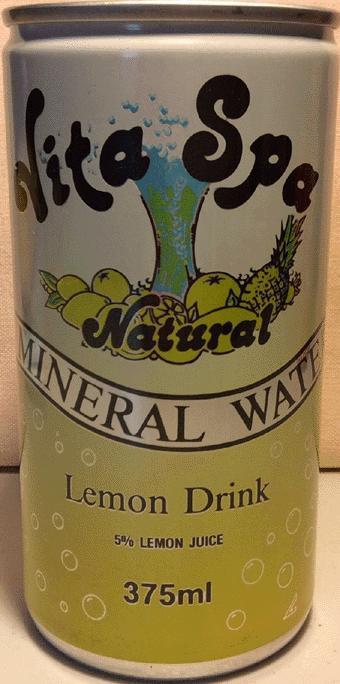 Vita Spa
Natural
MINERAL WATE
Lemon Drink
5% LEMON JUICE
375ml